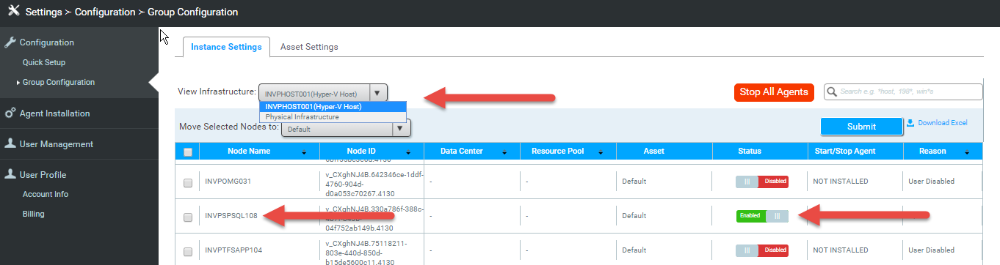 Settings > Configuration > Group Configuration
Configuration
Quick Setup
Group Configuration
Agent Installation
User Management
User Profile
Account Info
Billing
Instance Settings Asset Settings
View Infrastructure: INVPHOST001(Hyper-V Host)
INVPHOST001(Hyper-V Host)
Physical Infrastructure
Stop All Agents
Search e.g. *host, 198*, win*s
Move Selected Nodes to: Default
Submit
Download Excel
Node Name Node ID Data Center Resource Pool Asset Status Start/Stop Agent Reason
INVPOMG031
v_CXghNJ4B.642346ce-1ddf-
4760-904d-
d0a053c70267.4130
- - Default Disabled NOT INSTALLED User Disabled
INVPSPSQL108
v_CXghNJ4B.330a786f-388c-
04f752ab149b.4130
- - Default Enabled
INVPTFSAPP104
v_CXghNJ4B.75118211-
803e-440d-850d-
b15de5600c11.4130
- - Default Disabled NOT INSTALLED User Disabled